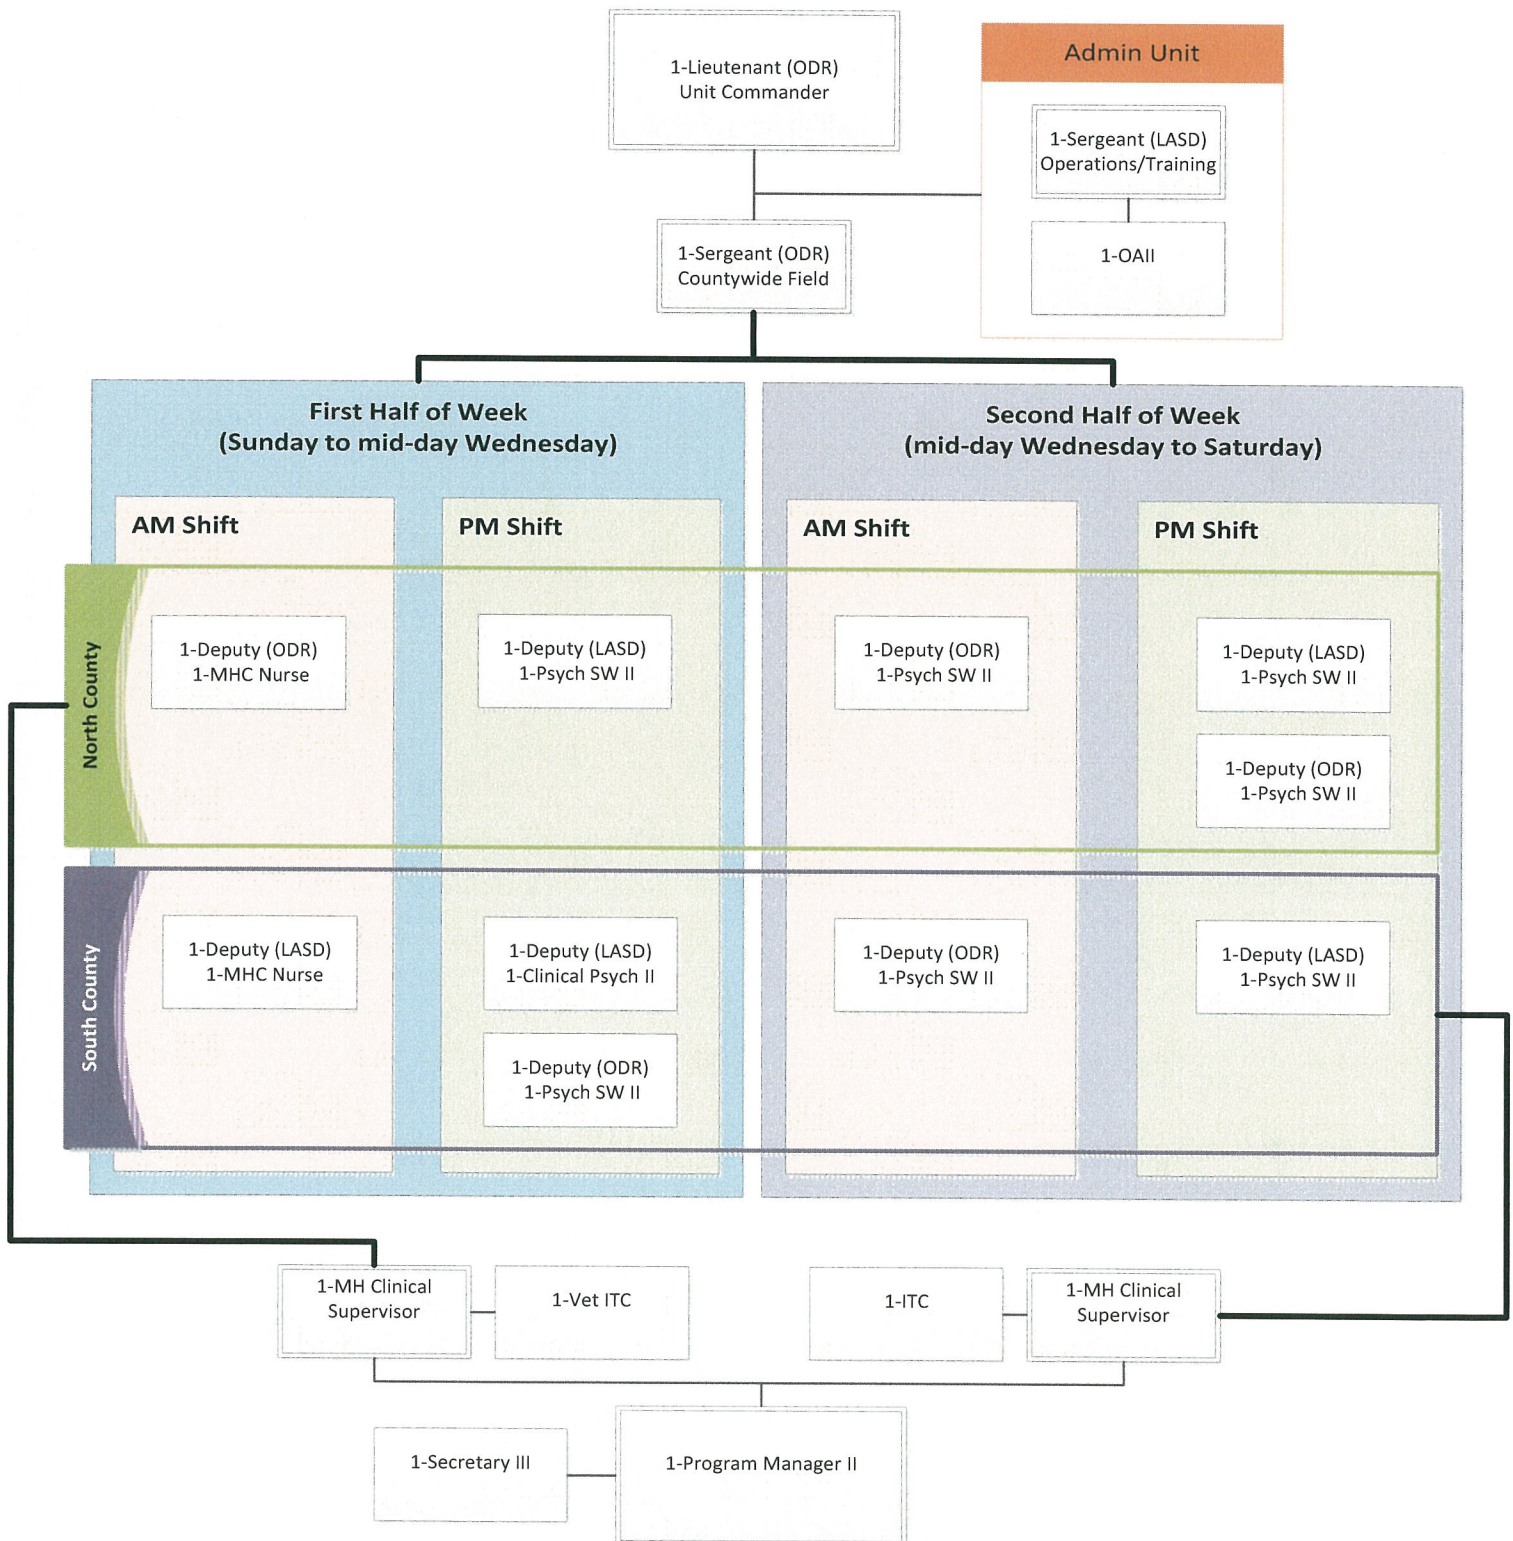 1-Lieutenant (ODR)
Unit Commander
Admin Unit
1-Sergeant (LASD)
Operations/Training
1-OAII
1-Sergeant (ODR)
Countywide Field
First Half of Week
(Sunday to mid-day Wednesday)
Second Half of Week
(mid-day Wednesday to Saturday)
AM Shift
PM Shift
AM Shift
PM Shift
North County
1-Deputy (ODR)
1-MHC Nurse
1-Deputy (LASD)
1-Psych SW II
1-Deputy (ODR)
1-Psych SW II
1-Deputy (LASD)
1-Psych SW II
1-Deputy (ODR)
1-Psych SW II
South County
1-Deputy (LASD)
1-MHC Nurse
1-Deputy (LASD)
1-Clinical Psych II
1-Deputy (ODR)
1-Psych SW II
1-Deputy (ODR)
1-Psych SW II
1-Deputy (LASD)
1-Psych SW II
1-MH Clinical
Supervisor
1-Vet ITC
1-ITC
1-MH Clinical
Supervisor
1-Secretary III
1-Program Manager II